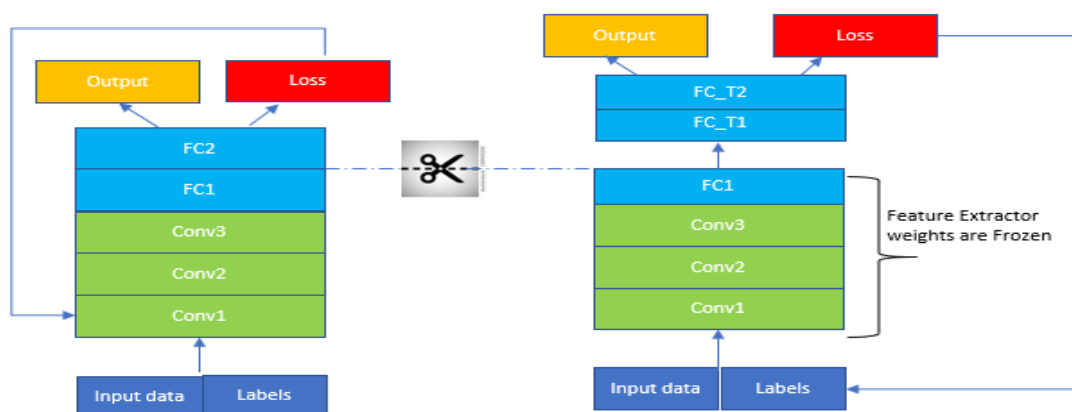 Output
Loss
FC2
FC1
Conv3
Conv2
Conv1
Input data
Labels
Output
Loss
FC_T2
FC_T1
FC1
Conv3
Conv2
Conv1
Feature Extractor
weights are Frozen
Input data
Labels